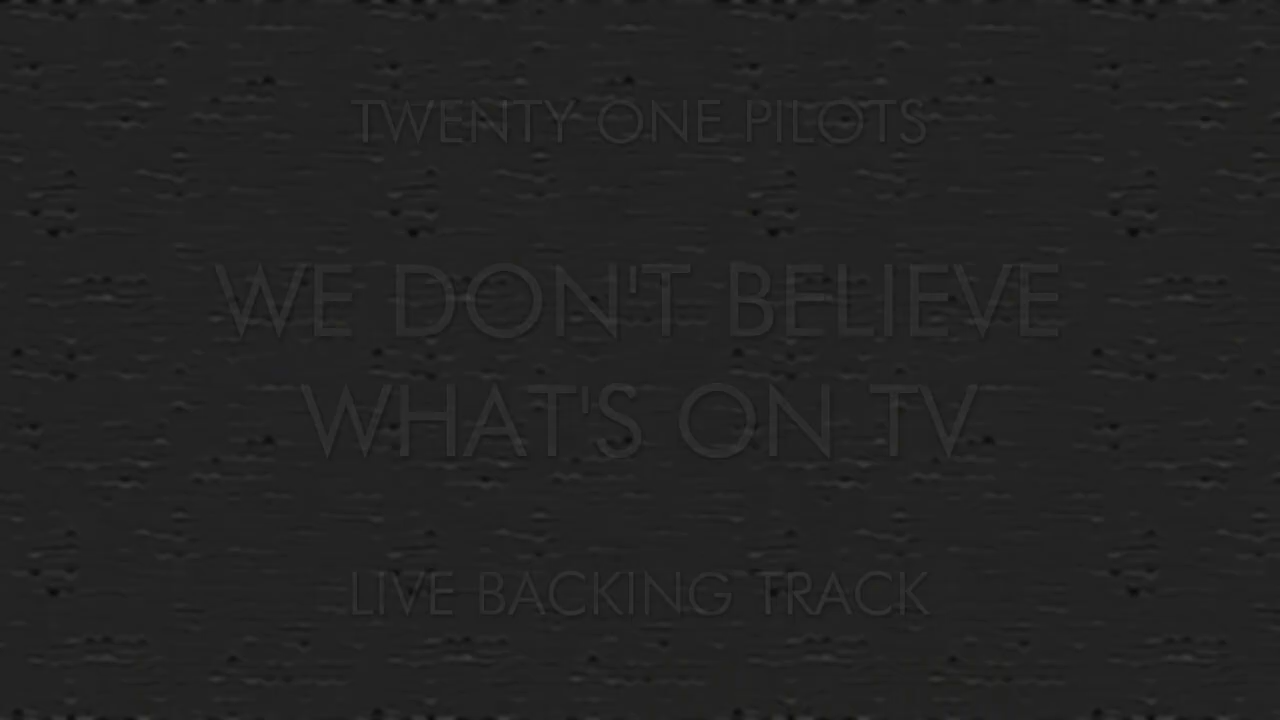 TWENTY ONE PILOTS
WE DON'T BELIEVE
WHAT'S ON TV
LIVE BACKING TRACK